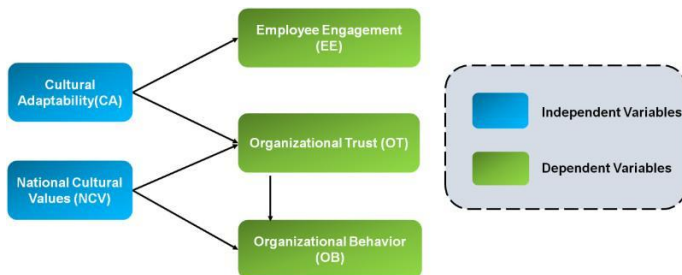 Employee Engagement
(EE)
Cultural
Adaptability(CA)
Organizational Trust (OT)
National Cultural
Values (NCV)
Organizational Behavior
(OB)
Independent Variables
Dependent Variables